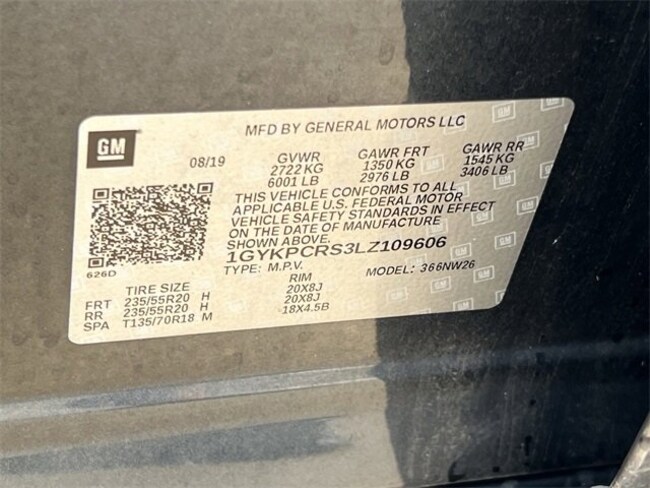 GM
MFD BY GENERAL MOTORS LLC
08/19 GVWR GAWR FRT GAWR RR
2722 KG 1350 KG 1545 KG
6001 LB 2976 LB 3406 LB
THIS VEHICLE CONFORMS TO ALL
APPLICABLE U.S. FEDERAL MOTOR
VEHICLE SAFETY STANDARDS IN EFFECT
ON THE DATE OF MANUFACTURE
SHOWN ABOVE.
1GYKPCRS3LZ109606
626D
TYPE: M.P.V. MODEL: 366NW26
TIRE SIZE RIM
FRT 235/55R20 H 20X8J
RR 235/55R20 H 20X8J
SPA T135/70R18 M -18X4.5B